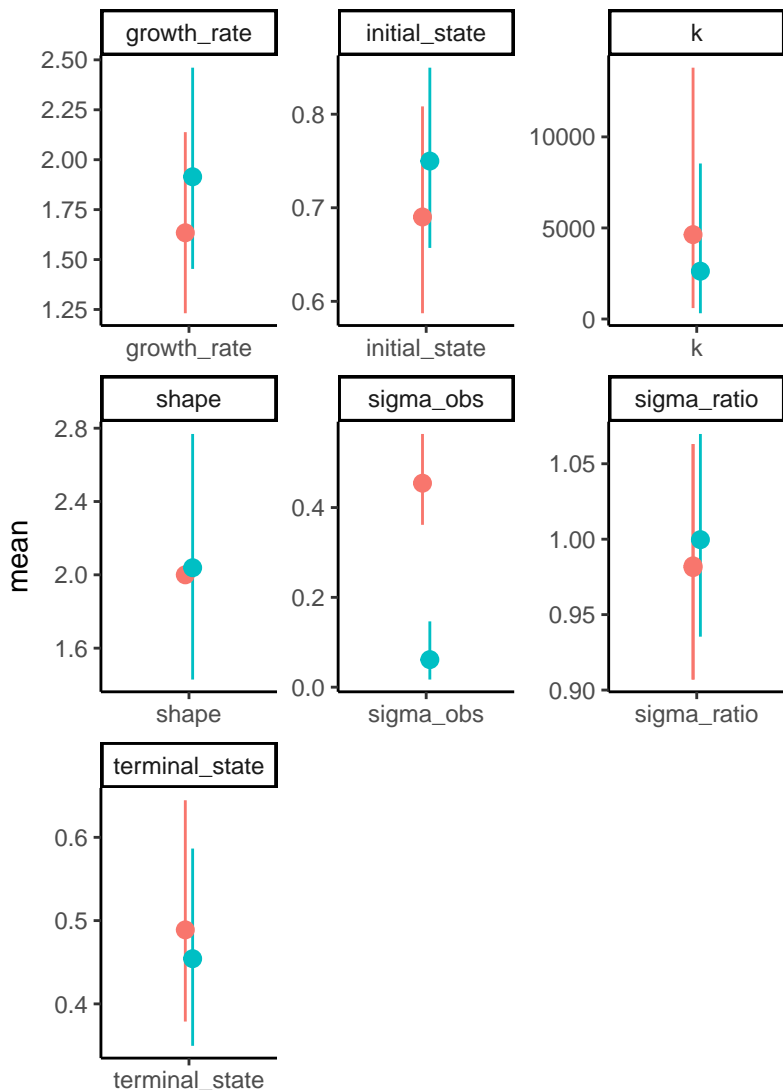 growth_rate
initial_state
k
2.50
2.25
2.00
1.75
1.50
1.25
0.8
0.7
0.6
10000
5000
0
growth_rate
initial_state
k
shape
sigma_obs
sigma_ratio
mean
2.8
2.4
2.0
1.6
0.4
0.2
0.0
1.05
1.00
0.95
0.90
shape
sigma_obs
sigma_ratio
terminal_state
0.6
0.5
0.4
terminal_state